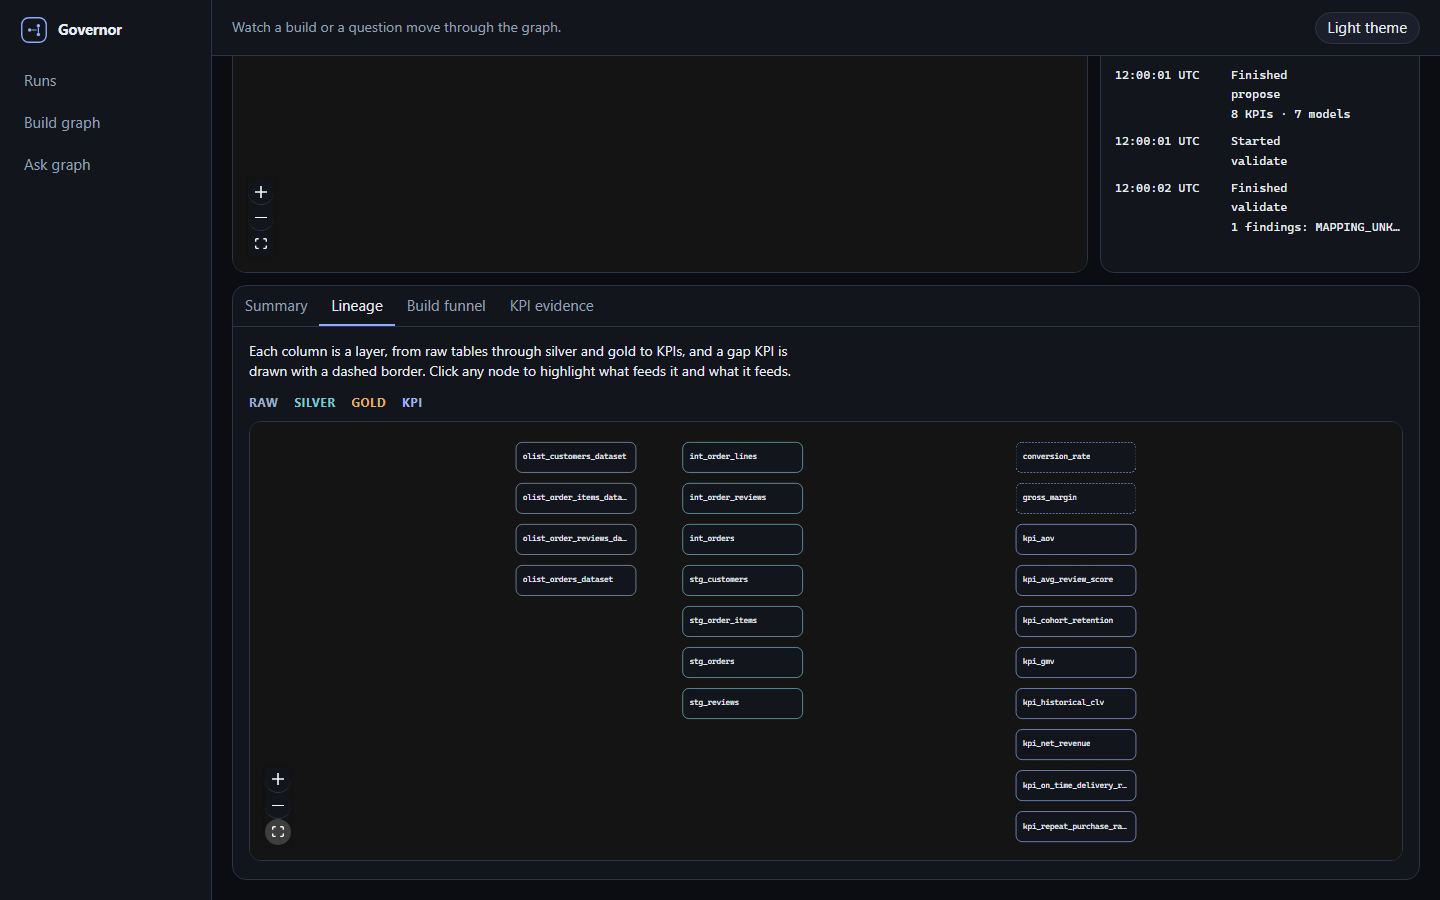 Governor
Watch a build or a question move through the graph.
Light theme
Runs
Build graph
Ask graph
12:00:01 UTC Finished
propose
8 KPIs · 7 models
12:00:01 UTC Started
validate
12:00:02 UTC Finished
validate
1 findings: MAPPING_UNK…
Summary Lineage Build funnel KPI evidence
Each column is a layer, from raw tables through silver and gold to KPIs, and a gap KPI is
drawn with a dashed border. Click any node to highlight what feeds it and what it feeds.
RAW SILVER GOLD KPI
olist_customers_dataset
olist_order_items_data…
olist_order_reviews_da…
olist_orders_dataset
int_order_lines
int_order_reviews
int_orders
stg_customers
stg_order_items
stg_orders
stg_reviews
conversion_rate
gross_margin
kpi_aov
kpi_avg_review_score
kpi_cohort_retention
kpi_gmv
kpi_historical_clv
kpi_net_revenue
kpi_on_time_delivery_r…
kpi_repeat_purchase_ra…